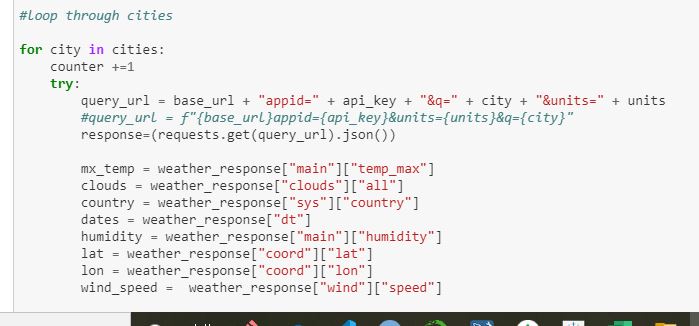 #loop through cities
for city in cities:
counter +=1
try:
query_url = base_url + "appid=" + api_key + "&q=" + city + "&units=" + units
#query_url = f"{base_url}appid={api_key}&units={units}&q={city}"
response=(requests.get(query_url).json())
mx_temp = weather_response["main"]["temp_max"]
clouds = weather_response["clouds"]["all"]
country = weather_response["sys"]["country"]
dates = weather_response["dt"]
humidity = weather_response["main"]["humidity"]
lat = weather_response["coord"]["lat"]
lon = weather_response["coord"]["lon"]
wind_speed =  weather_response["wind"]["speed"]